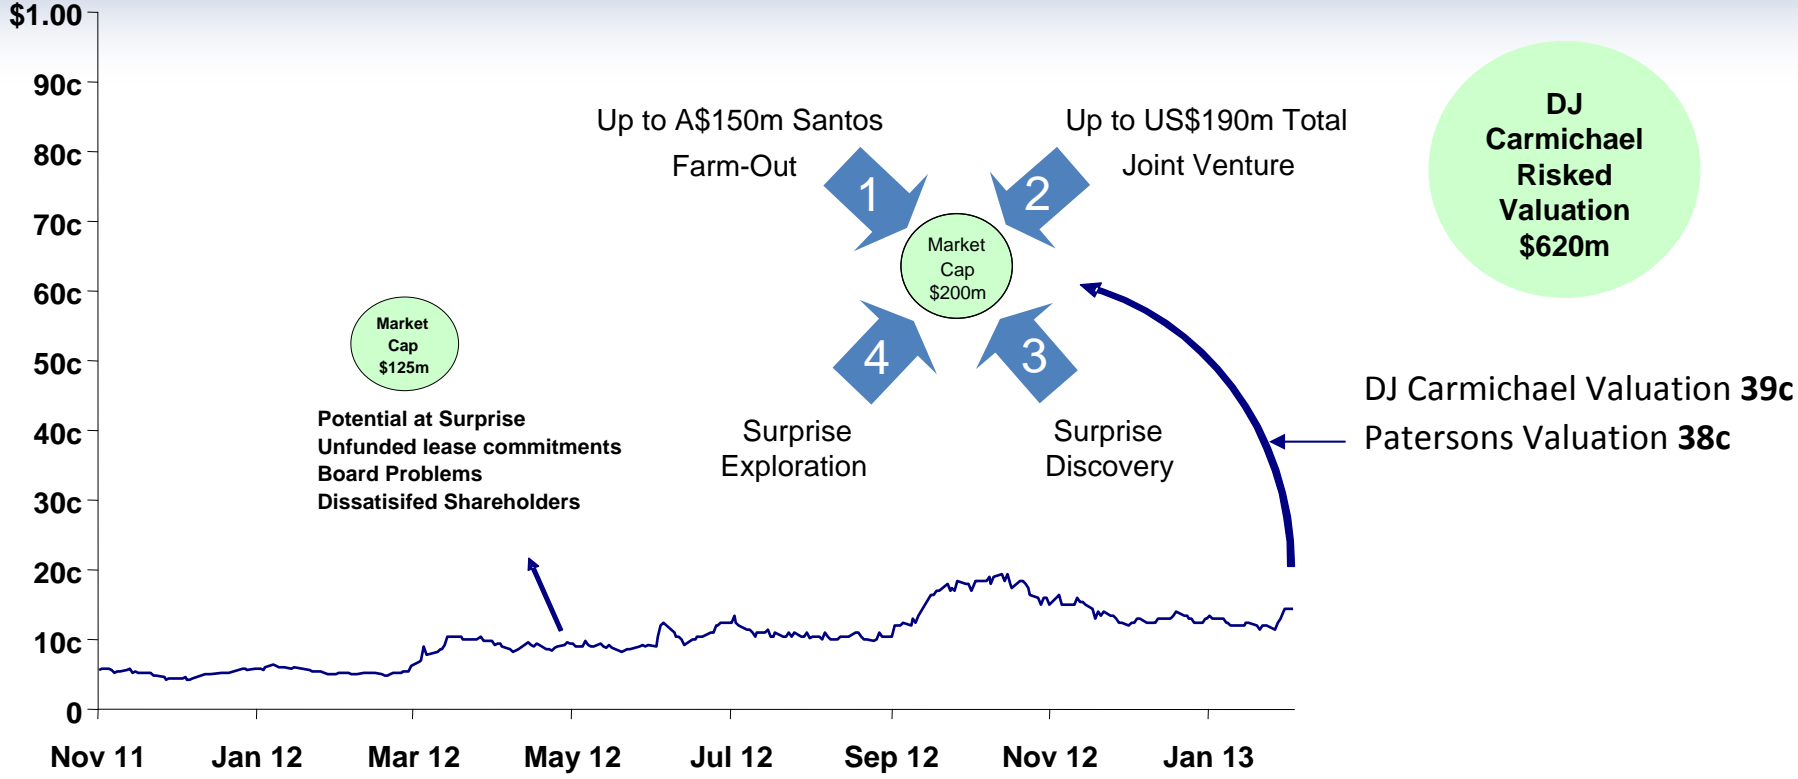 $1.00
90c
80c
70c
60c
50c
40c
30c
20c
10c
0
Nov 11
Jan 12
Mar 12
May 12
Jul 12
Sep 12
Nov 12
Jan 13
Market
Cap
$125m
Potential at Surprise
Unfunded lease commitments
Board Problems
Dissatisifed Shareholders
Up to A$150m Santos
Farm-Out
1
Up to US$190m Total
Joint Venture
2
Market
Cap
$200m
4
3
Surprise
Exploration
Surprise
Discovery
DJ
Carmichael
Risked
Valuation
$620m
DJ Carmichael Valuation 39c
Patersons Valuation 38c